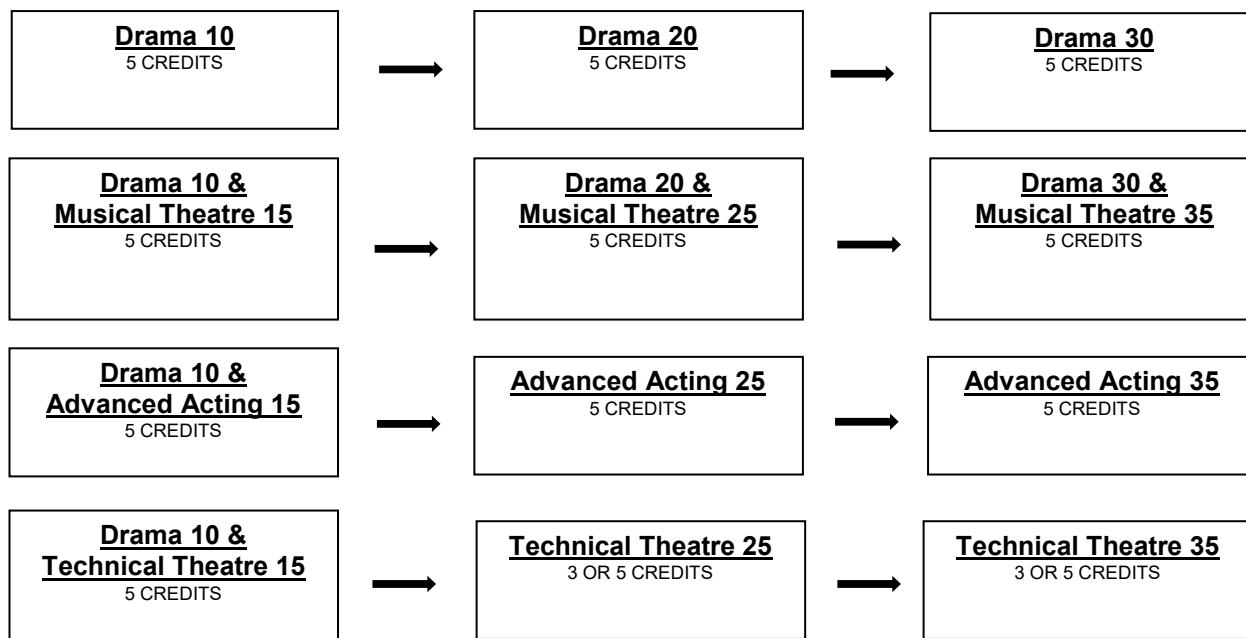 Drama 10
5 CREDITS
Drama 20
5 CREDITS
Drama 30
5 CREDITS
Drama 10 &
Musical Theatre 15
5 CREDITS
Drama 20 &
Musical Theatre 25
5 CREDITS
Drama 30 &
Musical Theatre 35
5 CREDITS
Drama 10 &
Advanced Acting 15
5 CREDITS
Advanced Acting 25
5 CREDITS
Advanced Acting 35
5 CREDITS
Drama 10 &
Technical Theatre 15
5 CREDITS
Technical Theatre 25
3 OR 5 CREDITS
Technical Theatre 35
3 OR 5 CREDITS